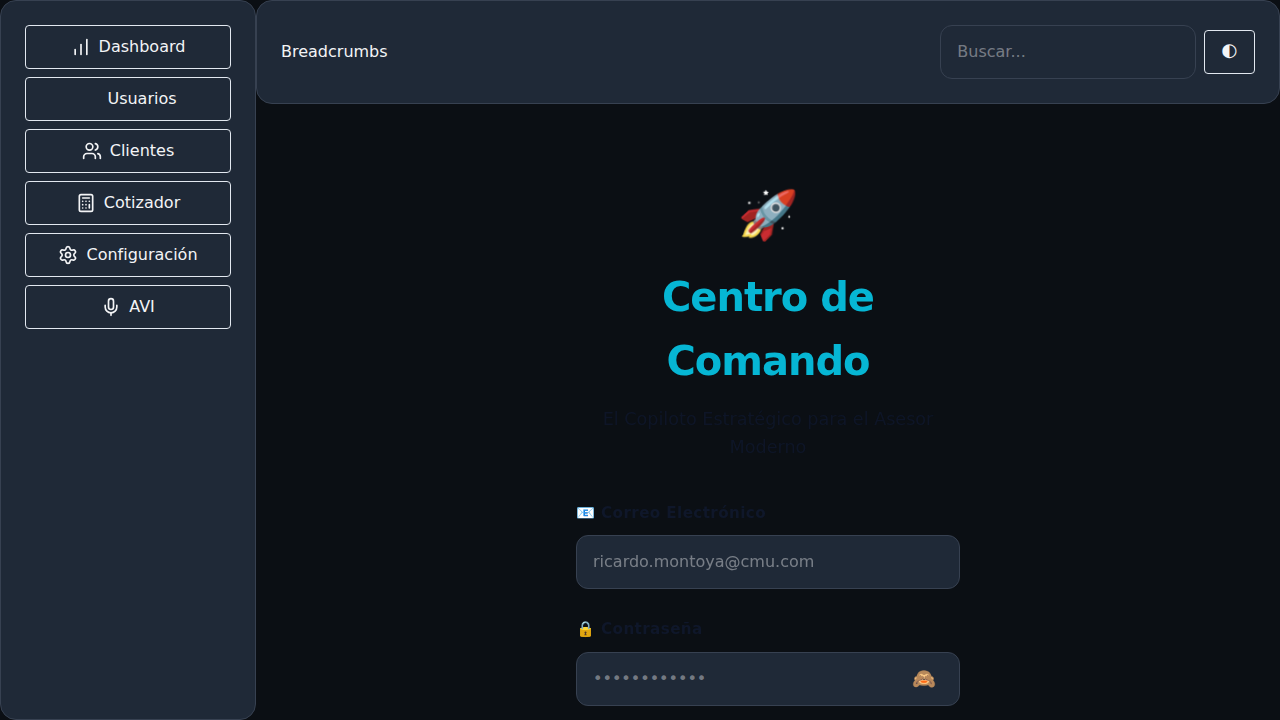 Dashboard
Usuarios
Clientes
Cotizador
Configuración
AVI
Breadcrumbs
Buscar...
Centro de
Comando
El Copiloto Estratégico para el Asesor
Moderno
📧 Correo Electrónico
ricardo.montoya@cmu.com
🔒 Contraseña
••••••••••••